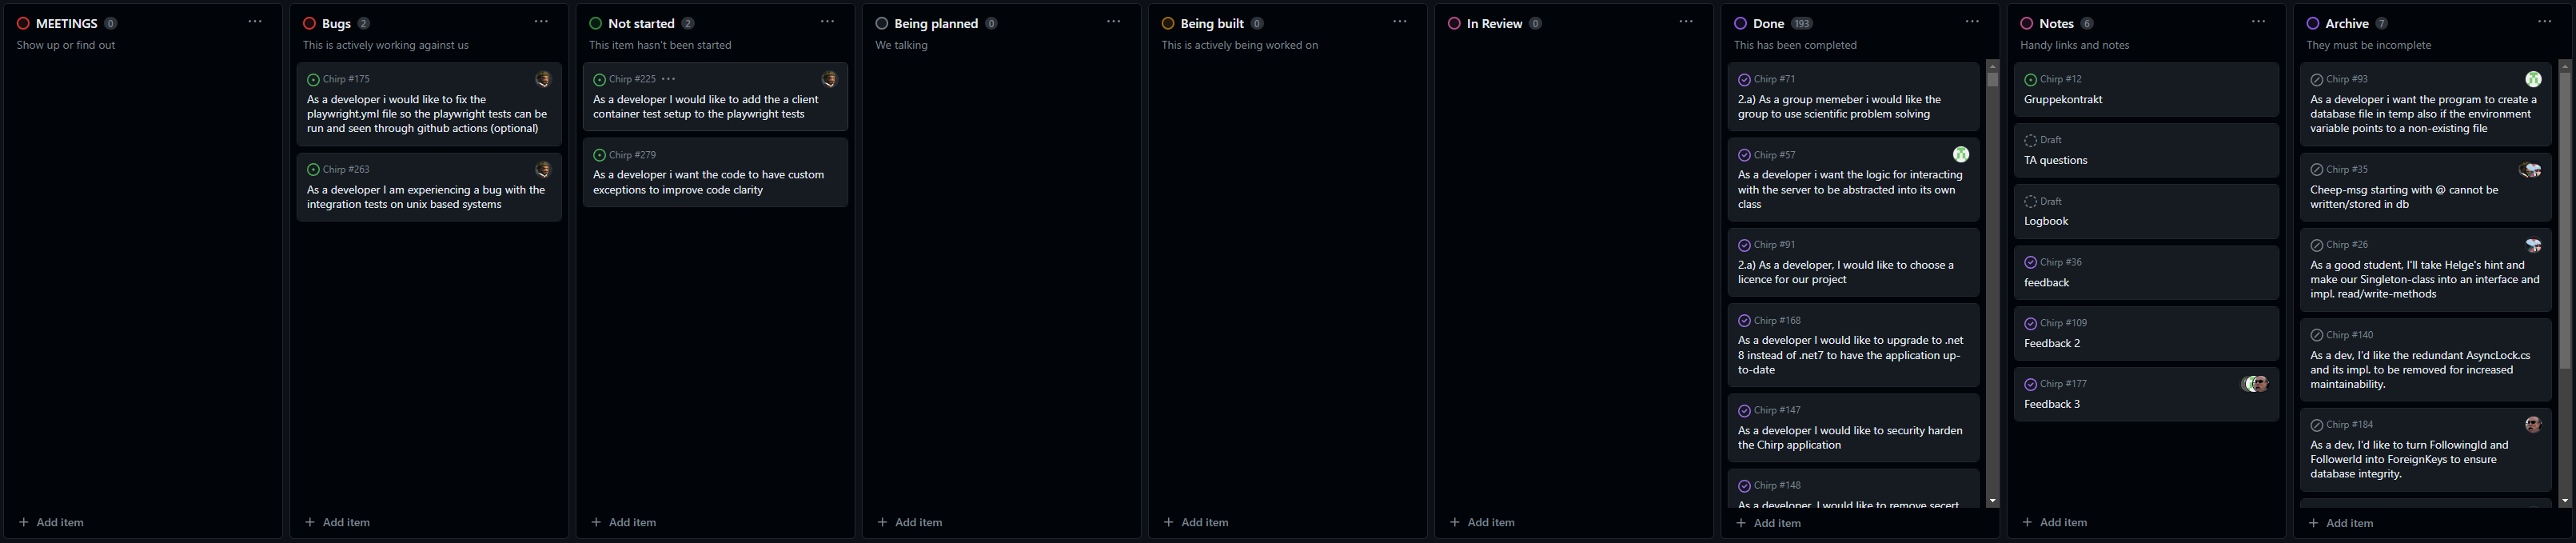 MEETINGS 0
Show up or find out
Add item
Bugs 2
This is actively working against us
Chirp #175
As a developer i would like to fix the
playwright.yml file so the playwright tests can be
run and seen through github actions (optional)
Chirp #263
As a developer I am experiencing a bug with the
integration tests on unix based systems
Add item
Not started 2
This item hasn't been started
Chirp #225
As a developer I would like to add the a client
container test setup to the playwright tests
Chirp #279
As a developer i want the code to have custom
exceptions to improve code clarity
Add item
Being planned 0
We talking
Add item
Being built 0
This is actively being worked on
Add item
In Review 0
Add item
Done 193
This has been completed
Chirp #71
2.a) As a group memeber i would like the
group to use scientific problem solving
Chirp #57
As a developer i want the logic for interacting
with the server to be abstracted into its own
class
Chirp #91
2.a) As a developer, I would like to choose a
licence for our project
Chirp #168
As a developer I would like to upgrade to .net
8 instead of .net7 to have the application up-
to-date
Chirp #147
As a developer I would like to security harden
the Chirp application
Chirp #148
As a developer, I would like to remove secert
Add item
Notes 6
Handy links and notes
Chirp #12
Gruppekontrakt
Draft
TA questions
Draft
Logbook
Chirp #36
feedback
Chirp #109
Feedback 2
Chirp #177
Feedback 3
Add item
Archive 7
They must be incomplete
Chirp #93
As a developer i want the program to create a
database file in temp also if the environment
variable points to a non-existing file
Chirp #35
Cheep-msg starting with @ cannot be
written/stored in db
Chirp #26
As a good student, I'll take Helge's hint and
make our Singleton-class into an interface and
impl. read/write-methods
Chirp #140
As a dev, I'd like the redundant AsyncLock.cs
and its impl. to be removed for increased
maintainability.
Chirp #184
As a dev, I'd like to turn FollowingId and
FollowerId into ForeignKeys to ensure
database integrity.
Add item